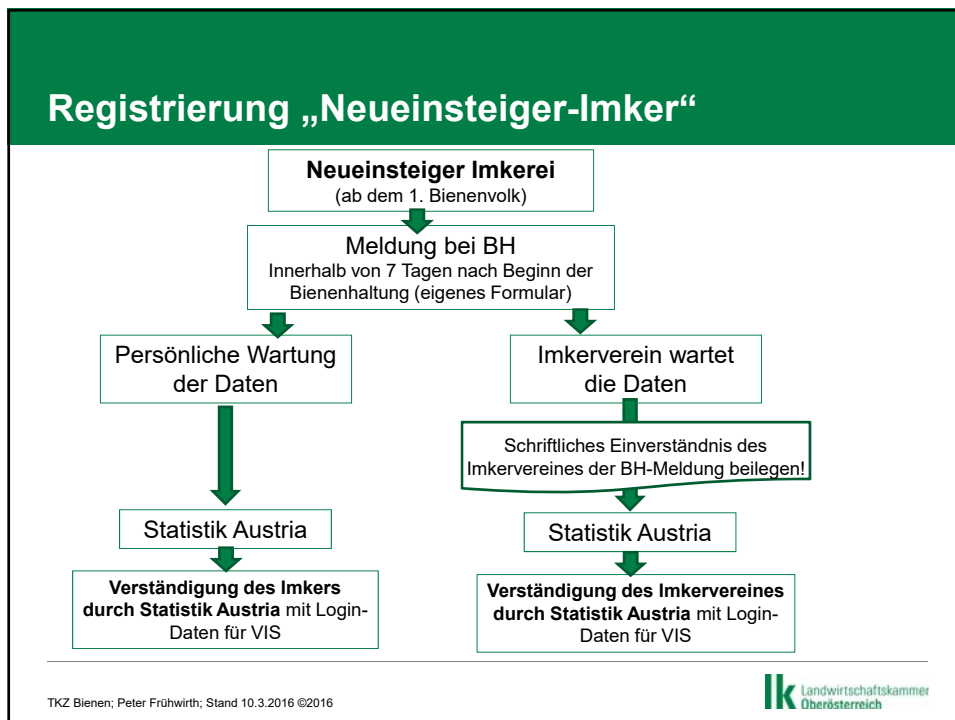 Registrierung „Neueinsteiger-Imker“
Neueinsteiger Imkerei
(ab dem 1. Bienenvolk)
Meldung bei BH
Innerhalb von 7 Tagen nach Beginn der
Bienenhaltung (eigenes Formular)
Persönliche Wartung
der Daten
Statistik Austria
Verständigung des Imkers
durch Statistik Austria mit Login-
Daten für VIS
Imkerverein wartet
die Daten
Schriftliches Einverständnis des
Imkervereines der BH-Meldung beilegen!
Statistik Austria
Verständigung des Imkervereines
durch Statistik Austria mit Login-
Daten für VIS
TKZ Bienen; Peter Frühwirth; Stand 10.3.2016 ©2016
lk Landwirtschaftskammer
Oberösterreich